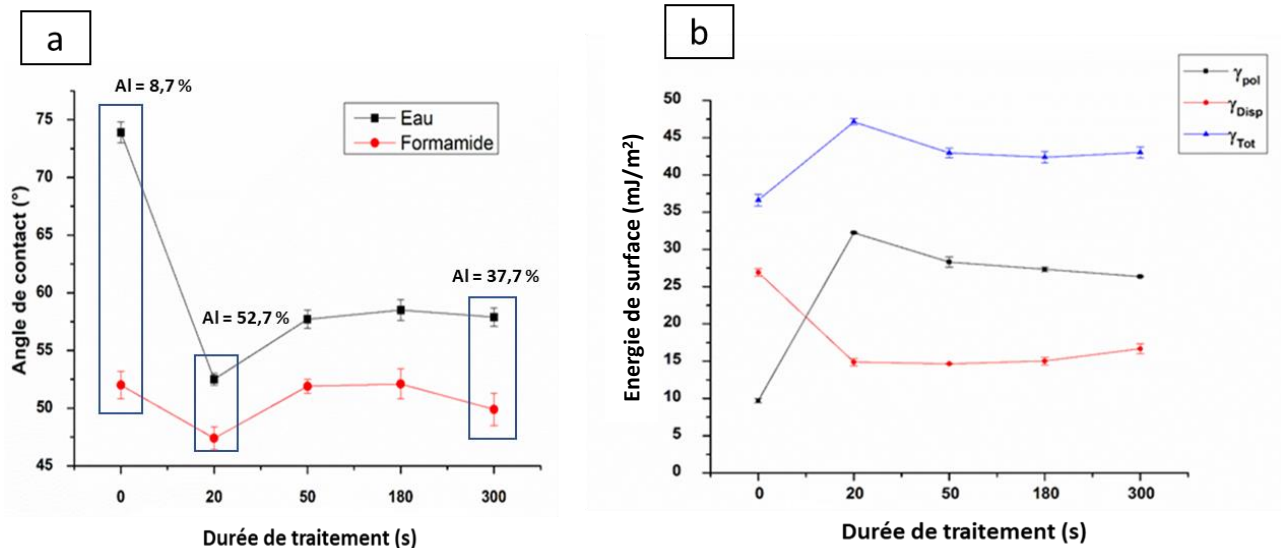 a
Al = 8,7 %
Eau
Formamide
Al = 52,7 %
Al = 37,7 %
Angle de contact (°)
75
70
65
60
55
50
45
0 20 50 180 300
Durée de traitement (s)
b
γpol
γDisp
γTot
Energie de surface (mJ/m²)
50
45
40
35
30
25
20
15
10
5
0
0 20 50 180 300
Durée de traitement (s)